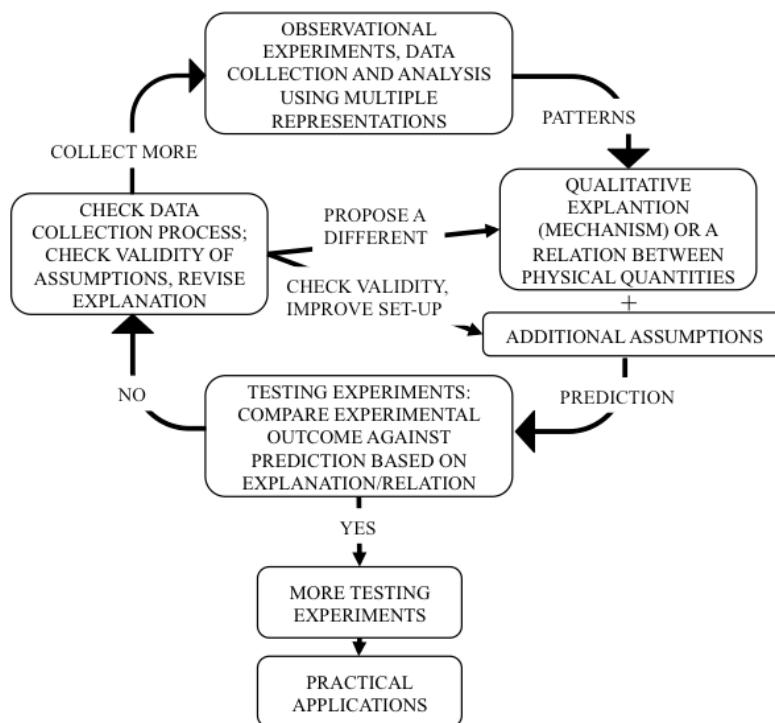 OBSERVATIONAL
EXPERIMENTS, DATA
COLLECTION AND ANALYSIS
USING MULTIPLE
REPRESENTATIONS
PATTERNS
COLLECT MORE
QUALITATIVE
EXPLANTION
(MECHANISM) OR A
RELATION BETWEEN
PHYSICAL QUANTITIES
+
ADDITIONAL ASSUMPTIONS
CHECK DATA
COLLECTION PROCESS;
CHECK VALIDITY OF
ASSUMPTIONS, REVISE
EXPLANATION
PROPOSE A
DIFFERENT
CHECK VALIDITY,
IMPROVE SET-UP
PREDICTION
NO
TESTING EXPERIMENTS:
COMPARE EXPERIMENTAL
OUTCOME AGAINST
PREDICTION BASED ON
EXPLANATION/RELATION
YES
MORE TESTING
EXPERIMENTS
PRACTICAL
APPLICATIONS